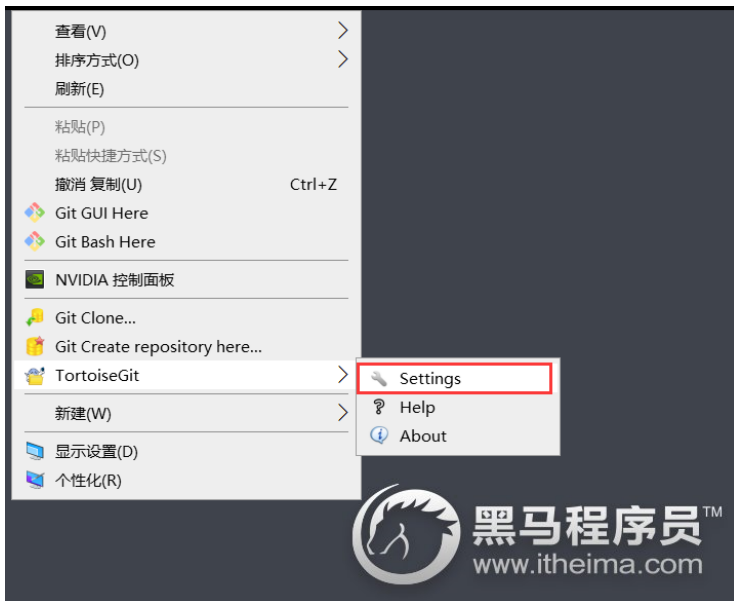 查看(V)
排序方式(O)
刷新(E)
粘贴(P)
粘贴快捷方式(S)
撤消 复制(U) Ctrl+Z
Git GUI Here
Git Bash Here
NVIDIA 控制面板
Git Clone...
Git Create repository here...
TortoiseGit
Settings
Help
About
新建(W)
显示设置(D)
个性化(R)
黑马程序员™
www.itheima.com